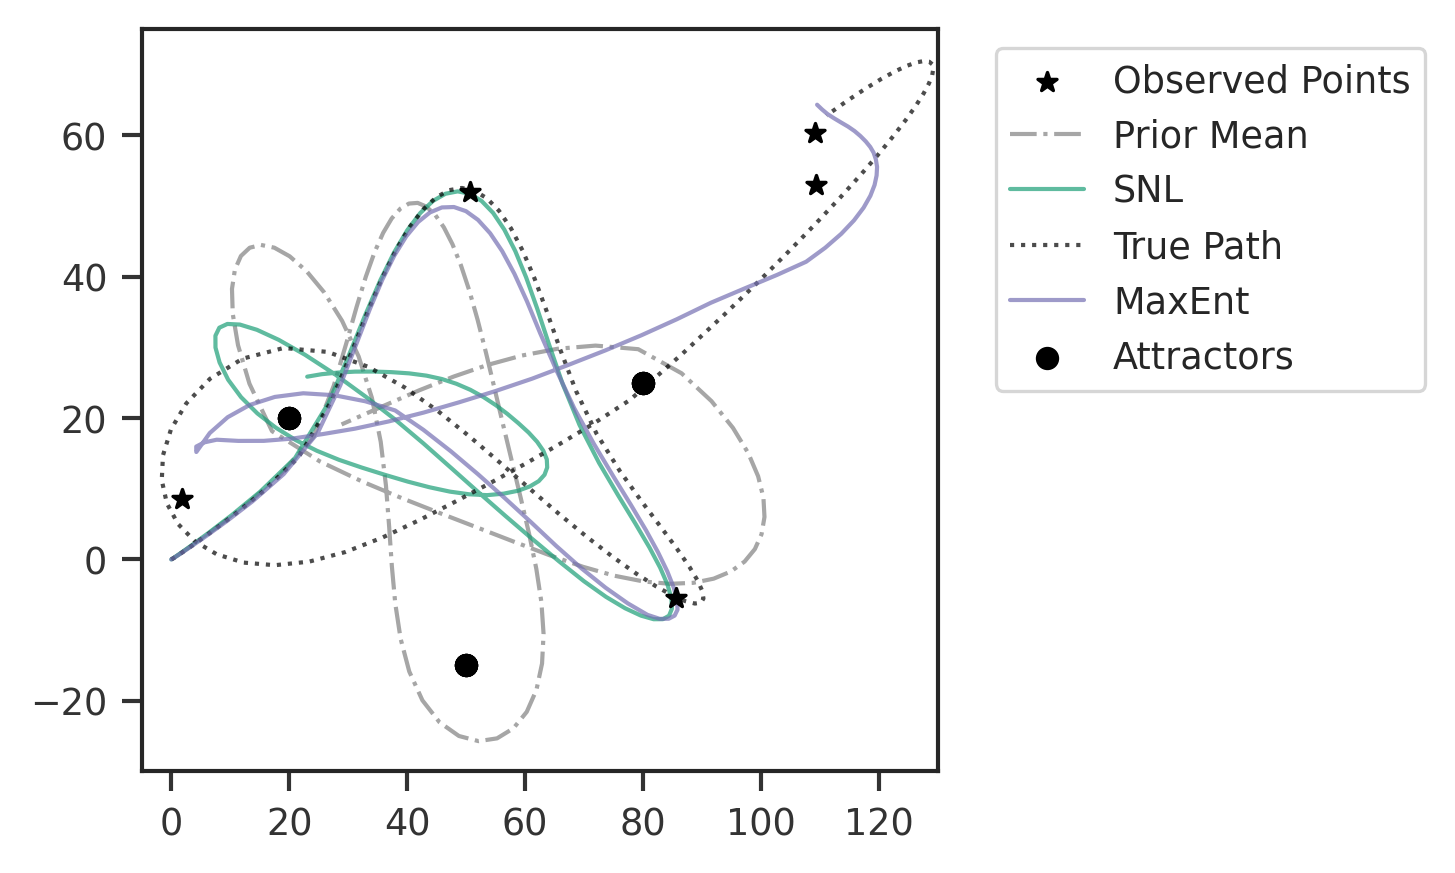 Observed Points
Prior Mean
SNL
True Path
MaxEnt
Attractors
60
40
20
0
−20
0 20 40 60 80 100 120